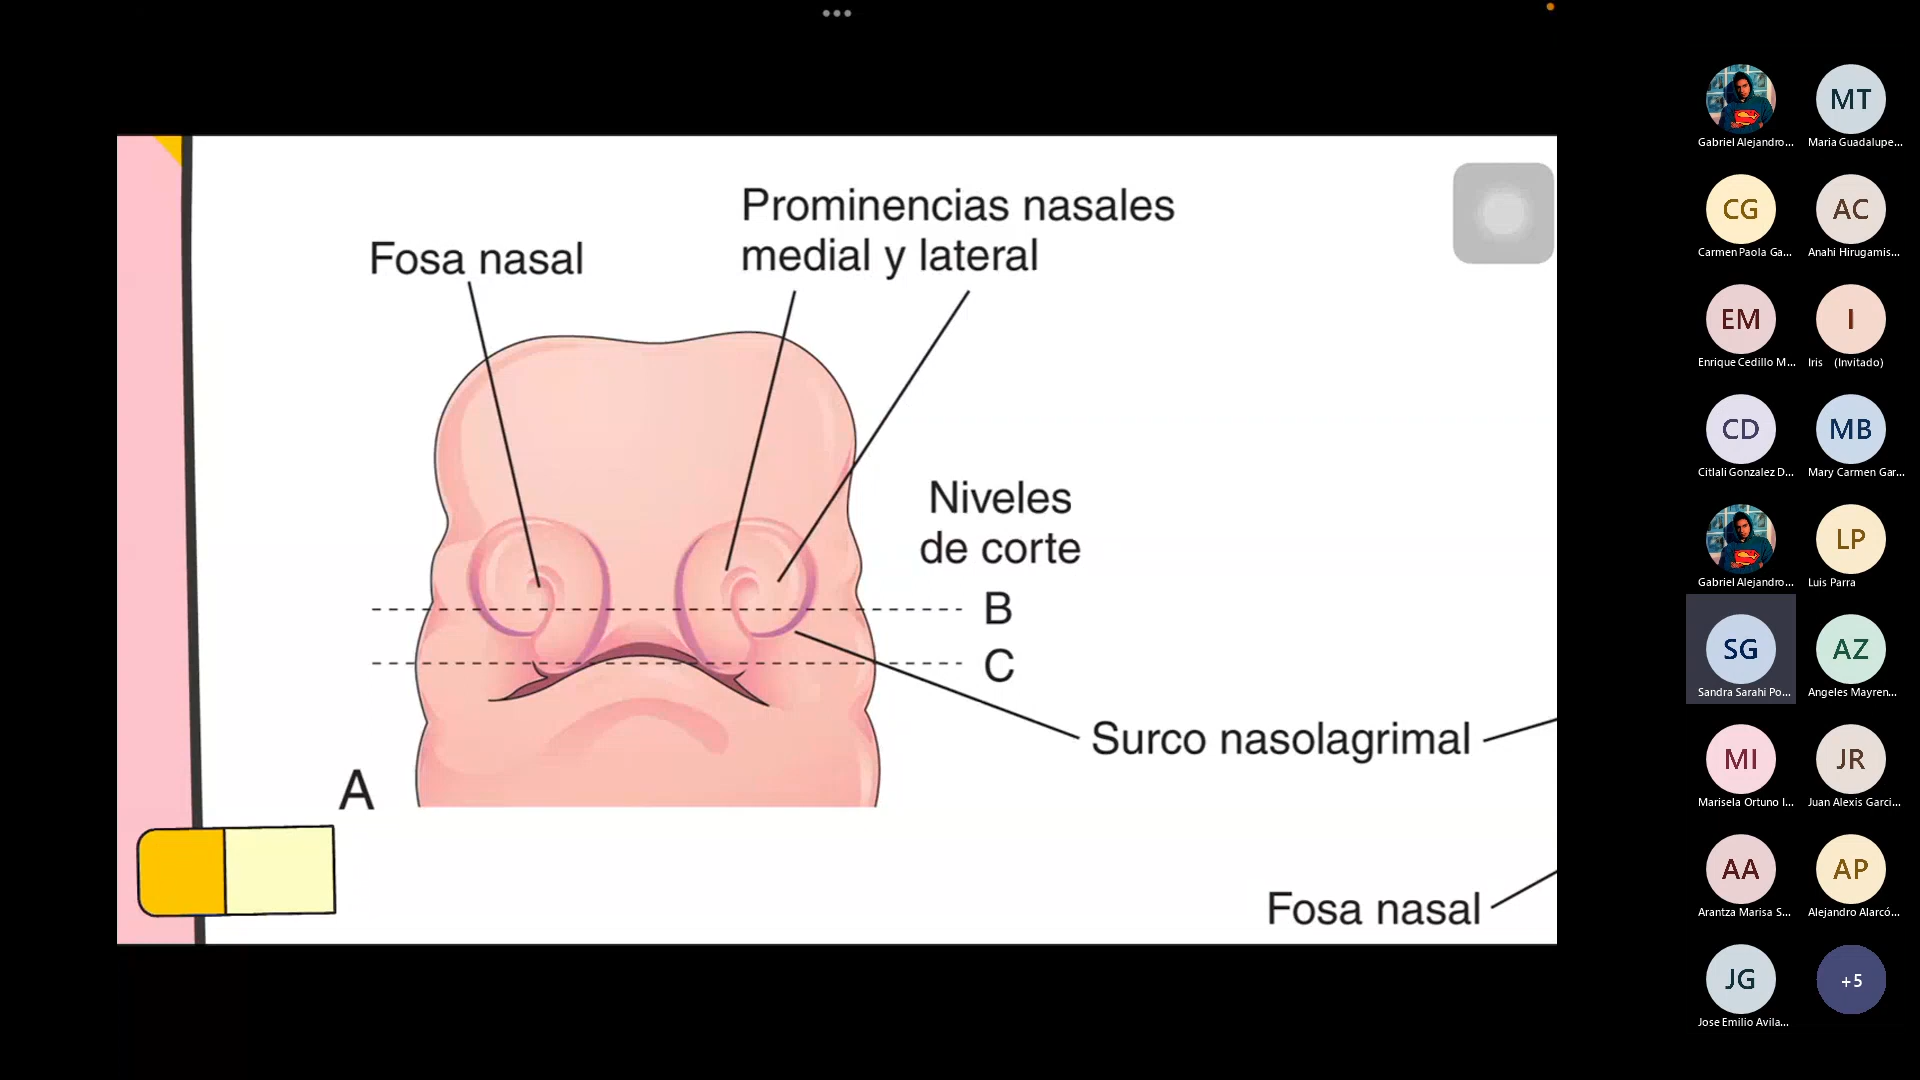 Prominencias nasales
medial y lateral
Fosa nasal
Niveles
de corte
B
C
Surco nasolagrimal
A
Fosa nasal
MT
Gabriel Alejandro...
Maria Guadalupe...
CG
AC
Carmen Paola Ga...
Anahi Hirugamis...
EM
I
Enrique Cedillo M...
Iris (Invitado)
CD
MB
Citlali Gonzalez D...
Mary Carmen Gar...
LP
Gabriel Alejandro...
Luis Parra
SG
AZ
Sandra Sarahi Po...
Angeles Mayren...
MI
JR
Marisela Ortuno I...
Juan Alexis Garci...
AA
AP
Arantza Marisa S...
Alejandro Alarcó...
JG
+5
Jose Emilio Avila...